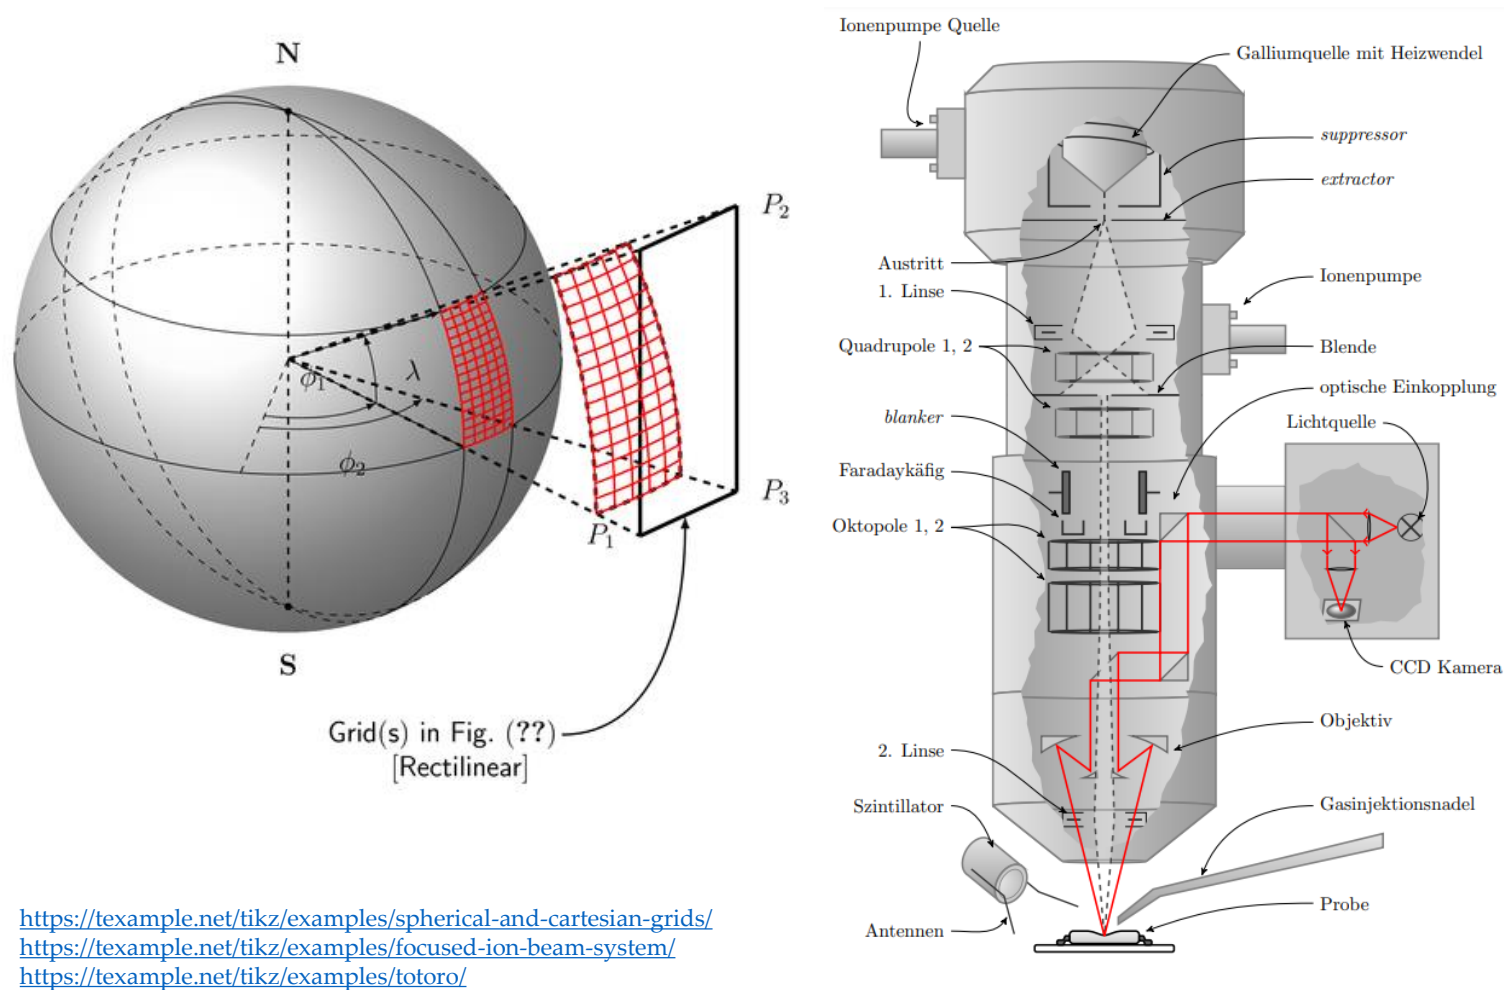 N
P₂
λ
ϕ₁
ϕ₂
P₃
P₁
S
Grid(s) in Fig. (??)
[Rectilinear]
https://texample.net/tikz/examples/spherical-and-cartesian-grids/
https://texample.net/tikz/examples/focused-ion-beam-system/
https://texample.net/tikz/examples/totoro/
Ionenpumpe Quelle
Galliumquelle mit Heizwendel
suppressor
extractor
Austritt
1. Linse
Ionenpumpe
Quadrupole 1, 2
Blende
optische Einkopplung
blanker
Lichtquelle
Faradaykäfig
Oktopole 1, 2
CCD Kamera
Objektiv
2. Linse
Szintillator
Gasinjektionsnadel
Probe
Antennen